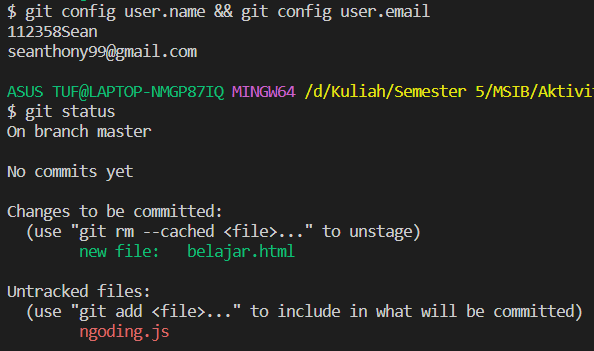 $ git config user.name && git config user.email
112358Sean
seanthony99@gmail.com
ASUS TUF@LAPTOP-NMGP87IQ MINGW64 /d/Kuliah/Semester 5/MSIB/Aktivit
$ git status
On branch master
No commits yet
Changes to be committed:
(use "git rm --cached <file>..." to unstage)
new file:   belajar.html
Untracked files:
(use "git add <file>..." to include in what will be committed)
ngoding.js